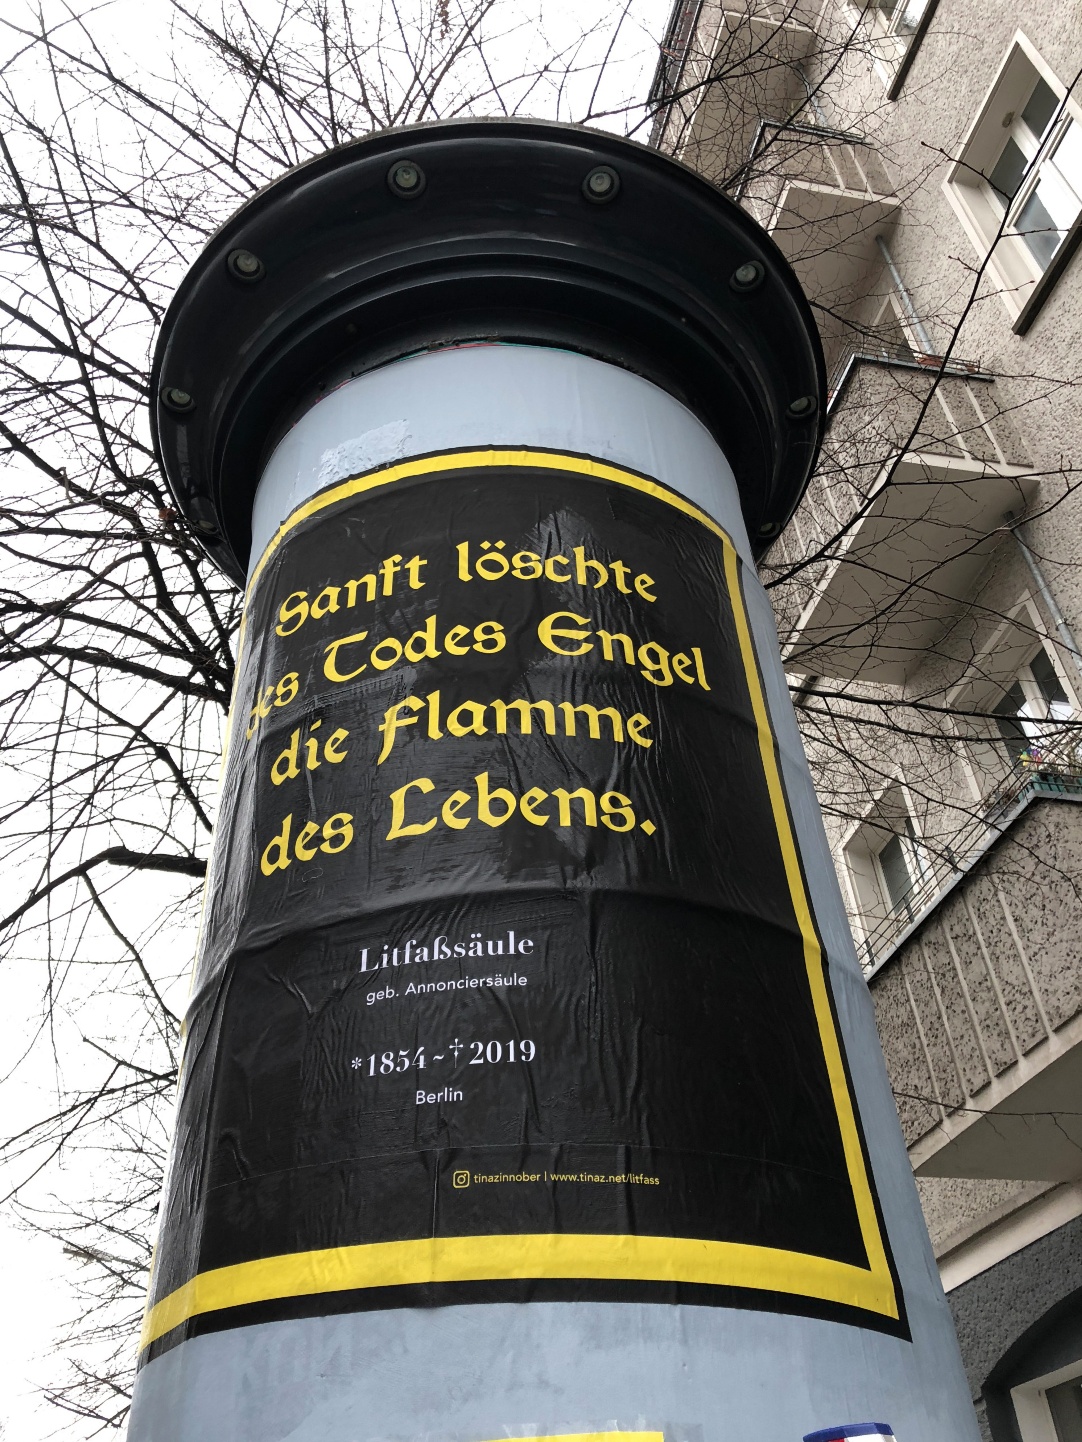 Sanft löschte
des Todes Engel
die Flamme
des Lebens.
Litfaßsäule
geb. Annonciersäule
*1854~†2019
Berlin
tinazinnober | www.tinaz.net/litfass